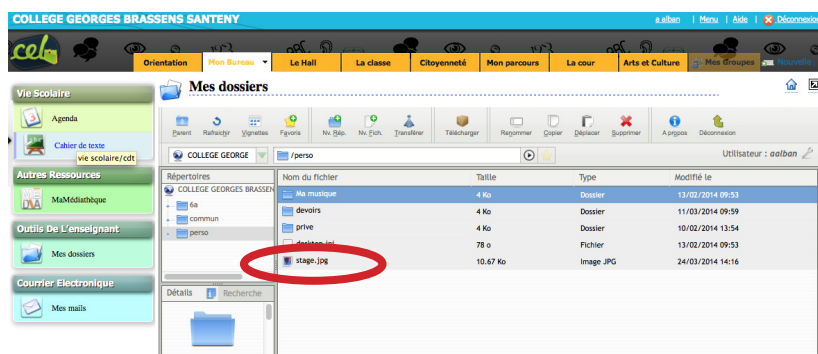 COLLEGE GEORGES BRASSENS SANTENY
a alban | Menu | Aide | Déconnexion
cel
Orientation Mon Bureau Le Hall La classe Citoyenneté Mon parcours La cour Arts et Culture Mes Groupes Nouvelle
Vie Scolaire
Agenda
Cahier de texte
vie scolaire/cdt
Autres Ressources
MaMédiathèque
Outils De L'enseignant
Mes dossiers
Courrier Electronique
Mes mails
Mes dossiers
Parent Rafraichir Vignettes Favoris Nv. Rép. Nv. Fich. Transférer Télécharger Renommer Copier Déplacer Supprimer A propos Déconnexion
COLLEGE GEORGE /perso Utilisateur : aalban
Répertoires
COLLEGE GEORGES BRASSEN
6a
commun
perso
Détails Recherche
Nom du fichier Taille Type Modifié le
Ma musique 4 Ko Dossier 13/02/2014 09:53
devoirs 4 Ko Dossier 11/03/2014 09:59
prive 4 Ko Dossier 10/02/2014 13:54
desktop.ini 78 o Fichier 13/02/2014 09:53
stage.jpg 10.67 Ko Image JPG 24/03/2014 14:16